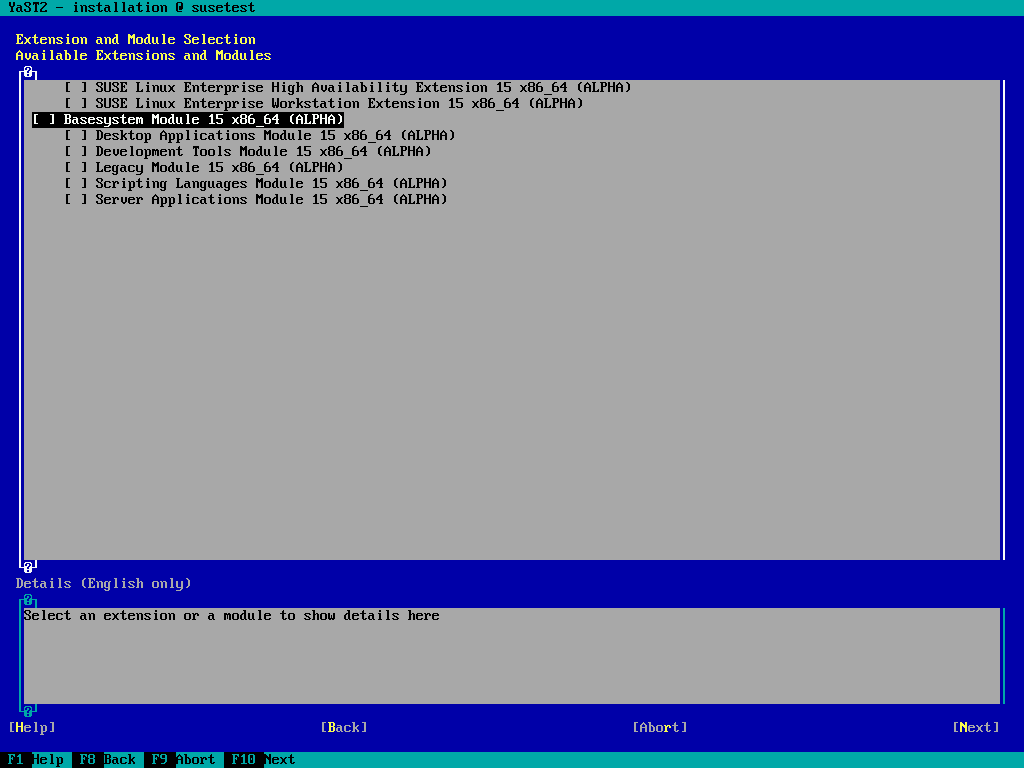 YaST2 - installation @ susetest
Extension and Module Selection
Available Extensions and Modules
[ ] SUSE Linux Enterprise High Availability Extension 15 x86_64 (ALPHA)
[ ] SUSE Linux Enterprise Workstation Extension 15 x86_64 (ALPHA)
[ ] Basesystem Module 15 x86_64 (ALPHA)
[ ] Desktop Applications Module 15 x86_64 (ALPHA)
[ ] Development Tools Module 15 x86_64 (ALPHA)
[ ] Legacy Module 15 x86_64 (ALPHA)
[ ] Scripting Languages Module 15 x86_64 (ALPHA)
[ ] Server Applications Module 15 x86_64 (ALPHA)
Details (English only)
Select an extension or a module to show details here
[Help] [Back] [Abort] [Next]
F1 Help F8 Back F9 Abort F10 Next